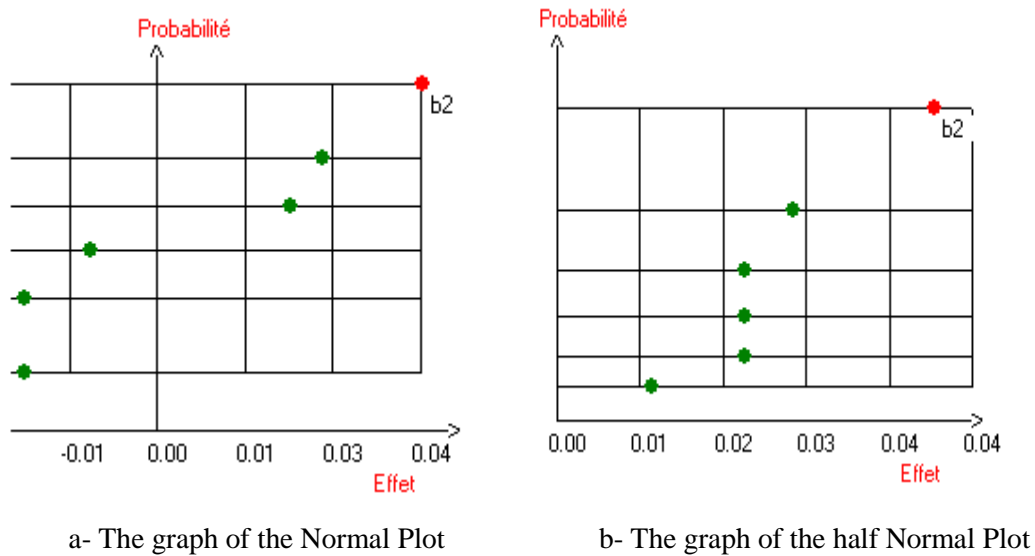 Probabilité
b2
-0.01 0.00 0.01 0.03 0.04
Effet
a- The graph of the Normal Plot
Probabilité
b2
0.00 0.01 0.02 0.03 0.04 0.04
Effet
b- The graph of the half Normal Plot